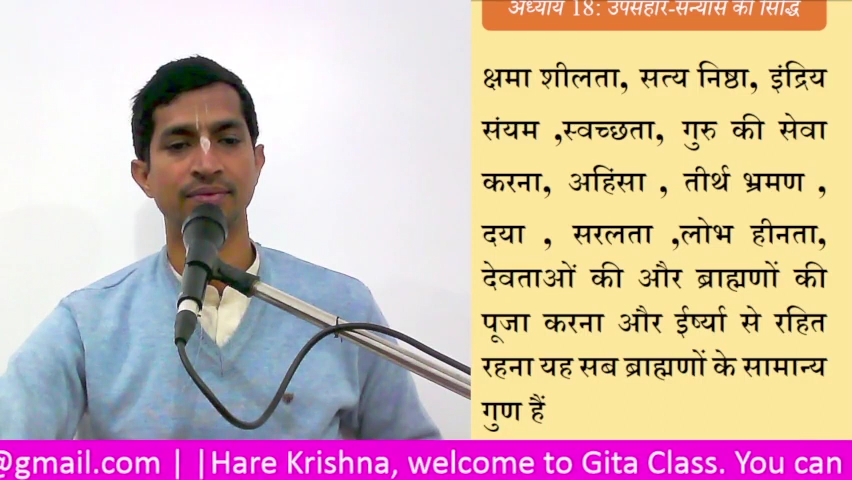 अध्याय 18: उपसंहार-सन्यास की सिद्धि
क्षमा शीलता, सत्य निष्ठा, इंद्रिय
संयम ,स्वच्छता, गुरु की सेवा
करना, अहिंसा , तीर्थ भ्रमण ,
दया , सरलता ,लोभ हीनता,
देवताओं की और ब्राह्मणों की
पूजा करना और ईर्ष्या से रहित
रहना यह सब ब्राह्मणों के सामान्य
गुण हैं
@gmail.com | |Hare Krishna, welcome to Gita Class. You can